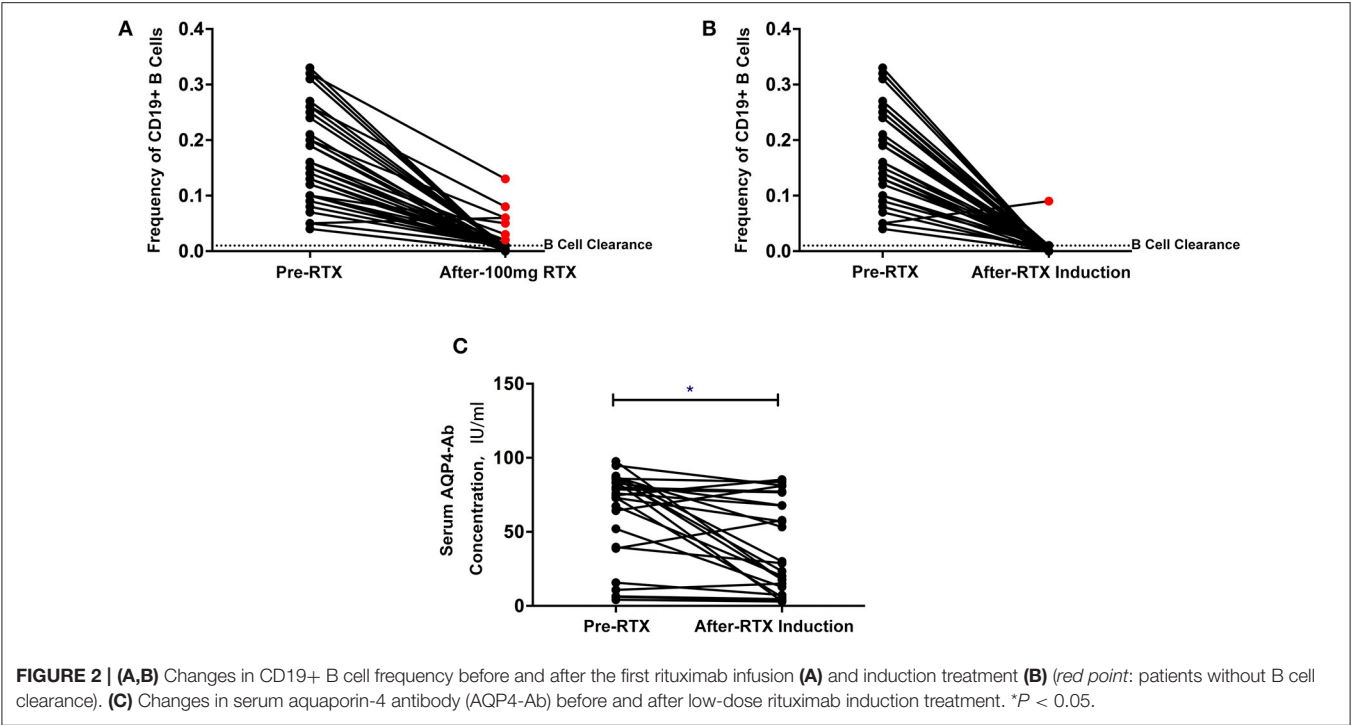 A
Frequency of CD19+ B Cells
0.4
0.3
0.2
0.1
0.0
B Cell Clearance
Pre-RTX
After-100mg RTX
B
Frequency of CD19+ B Cells
0.4
0.3
0.2
0.1
0.0
B Cell Clearance
Pre-RTX
After-RTX Induction
C
Serum AQP4-Ab
Concentration, IU/ml
150
100
50
0
*
Pre-RTX
After-RTX Induction
FIGURE 2 | (A,B) Changes in CD19+ B cell frequency before and after the first rituximab infusion (A) and induction treatment (B) (red point: patients without B cell
clearance). (C) Changes in serum aquaporin-4 antibody (AQP4-Ab) before and after low-dose rituximab induction treatment. *P < 0.05.